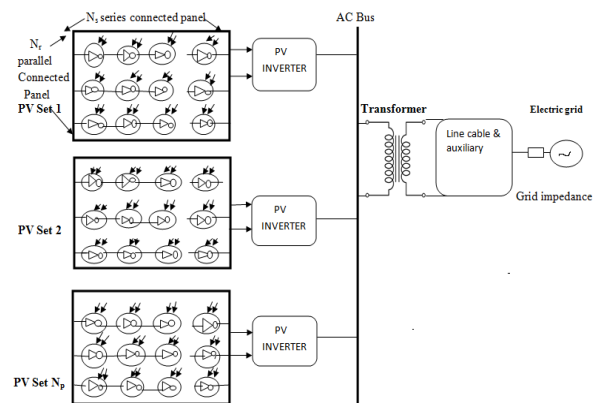 Ns series connected panel
AC Bus
Nr
parallel
Connected
Panel
PV Set 1
PV
INVERTER
Transformer
Electric grid
Line cable &
auxiliary
Grid impedance
PV Set 2
PV
INVERTER
PV
INVERTER
PV Set Np